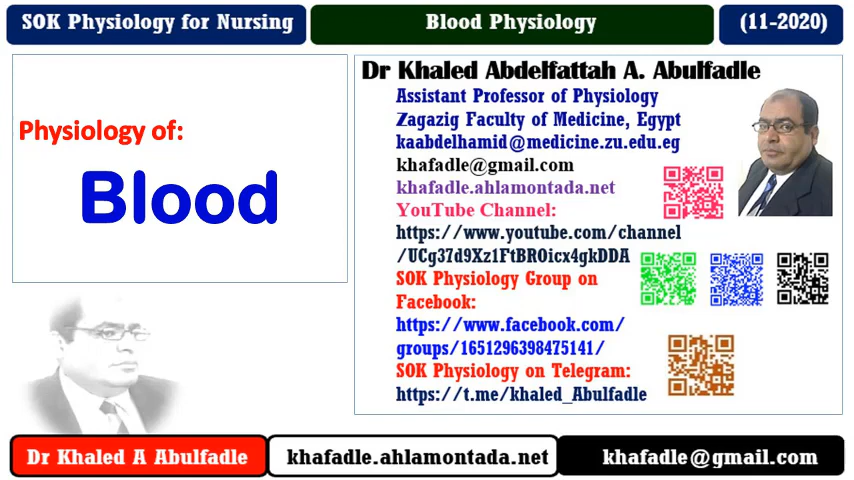 SOK Physiology for Nursing
Blood Physiology
(11-2020)
Physiology of:
Blood
Dr Khaled Abdelfattah A. Abulfadle
Assistant Professor of Physiology
Zagazig Faculty of Medicine, Egypt
kaabdelhamid@medicine.zu.edu.eg
khafadle@gmail.com
khafadle.ahlamontada.net
YouTube Channel:
https://www.youtube.com/channel
/UCg37d9Xz1FtBROicx4gkDDA
SOK Physiology Group on
Facebook:
https://www.facebook.com/
groups/1651296398475141/
SOK Physiology on Telegram:
https://t.me/khaled_Abulfadle
Dr Khaled A Abulfadle
khafadle.ahlamontada.net
khafadle@gmail.com